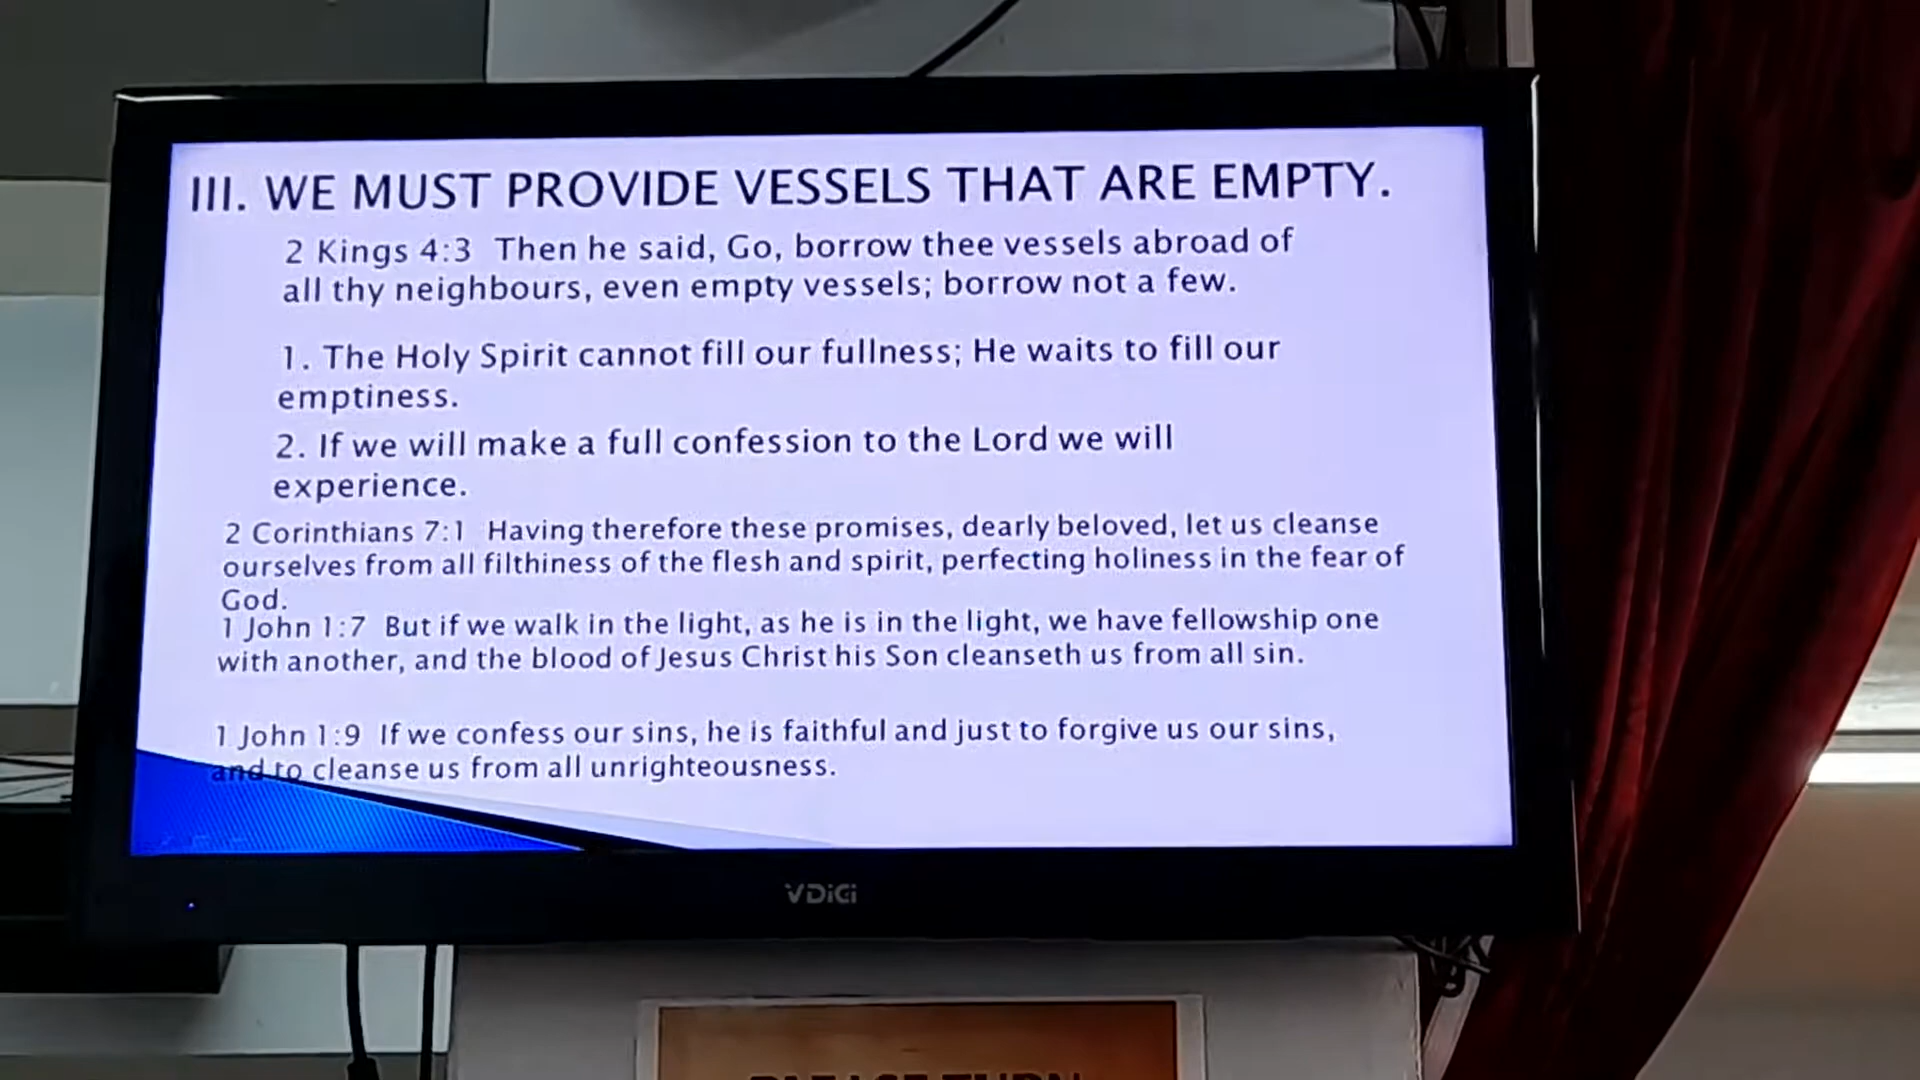 III. WE MUST PROVIDE VESSELS THAT ARE EMPTY.
2 Kings 4:3 Then he said, Go, borrow thee vessels abroad of
all thy neighbours, even empty vessels; borrow not a few.
1. The Holy Spirit cannot fill our fullness; He waits to fill our
emptiness.
2. If we will make a full confession to the Lord we will
experience.
2 Corinthians 7:1 Having therefore these promises, dearly beloved, let us cleanse
ourselves from all filthiness of the flesh and spirit, perfecting holiness in the fear of
God.
1 John 1:7 But if we walk in the light, as he is in the light, we have fellowship one
with another, and the blood of Jesus Christ his Son cleanseth us from all sin.
1 John 1:9 If we confess our sins, he is faithful and just to forgive us our sins,
and to cleanse us from all unrighteousness.
VDiGi
PLEASE TURN